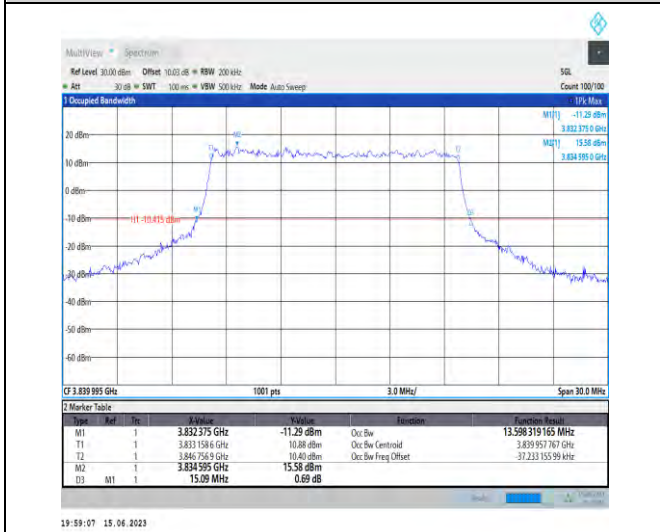 MultiView Spectrum
Ref Level 30.00 dBm Offset 10.03 dB RBW 200 kHz SGL
Att 30 dB SWT 100 ms VBW 500 kHz Mode Auto Sweep Count 100/100
1 Occupied Bandwidth 1Pk Max
M1[1] -11.29 dBm
3.832 375 0 GHz
20 dBm
M2
M2[1] 15.58 dBm
3.834 595 0 GHz
T1 T2
10 dBm
0 dBm
M1
-10 dBm H1 -10.415 dBm
-20 dBm
-30 dBm
-40 dBm
-50 dBm
-60 dBm
CF 3.839 995 GHz 1001 pts 3.0 MHz/ Span 30.0 MHz
2 Marker Table
Type Ref Trc X-Value Y-Value Function Function Result
M1 1 3.832 375 GHz -11.29 dBm Occ Bw 13.598 319 165 MHz
T1 1 3.833 158 6 GHz 10.88 dBm Occ Bw Centroid 3.839 957 767 GHz
T2 1 3.846 756 9 GHz 10.40 dBm Occ Bw Freq Offset -37.233 155 99 kHz
M2 1 3.834 595 GHz 15.58 dBm
D3 M1 1 15.09 MHz 0.69 dB
19:59:07 15.06.2023